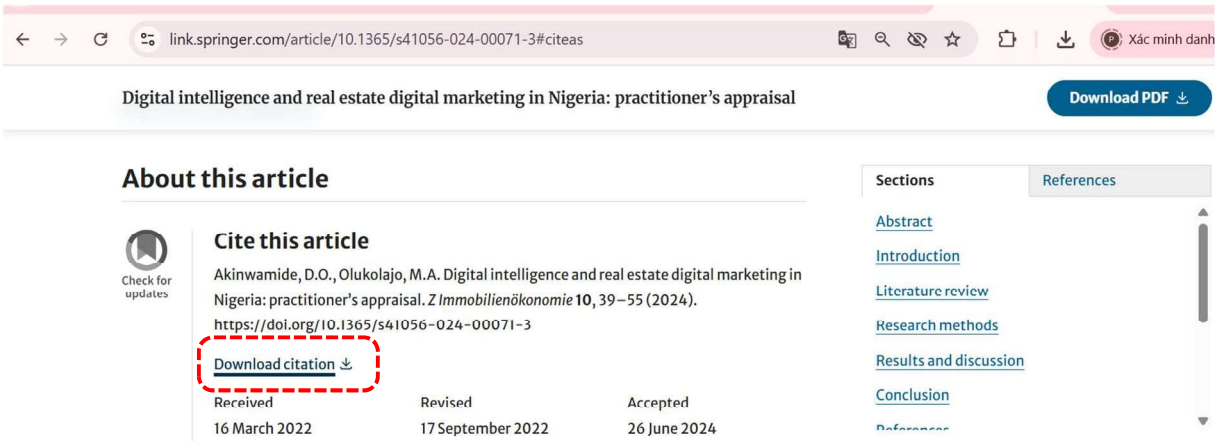 link.springer.com/article/10.1365/s41056-024-00071-3#citeas
Xác minh danh
Digital intelligence and real estate digital marketing in Nigeria: practitioner's appraisal
Download PDF
About this article
Check for
updates
Cite this article
Akinwamide, D.O., Olukolajo, M.A. Digital intelligence and real estate digital marketing in
Nigeria: practitioner's appraisal. Z Immobilienökonomie 10, 39–55 (2024).
https://doi.org/10.1365/s41056-024-00071-3
Download citation
Received
Revised
Accepted
16 March 2022
17 September 2022
26 June 2024
Sections
References
Abstract
Introduction
Literature review
Research methods
Results and discussion
Conclusion
References